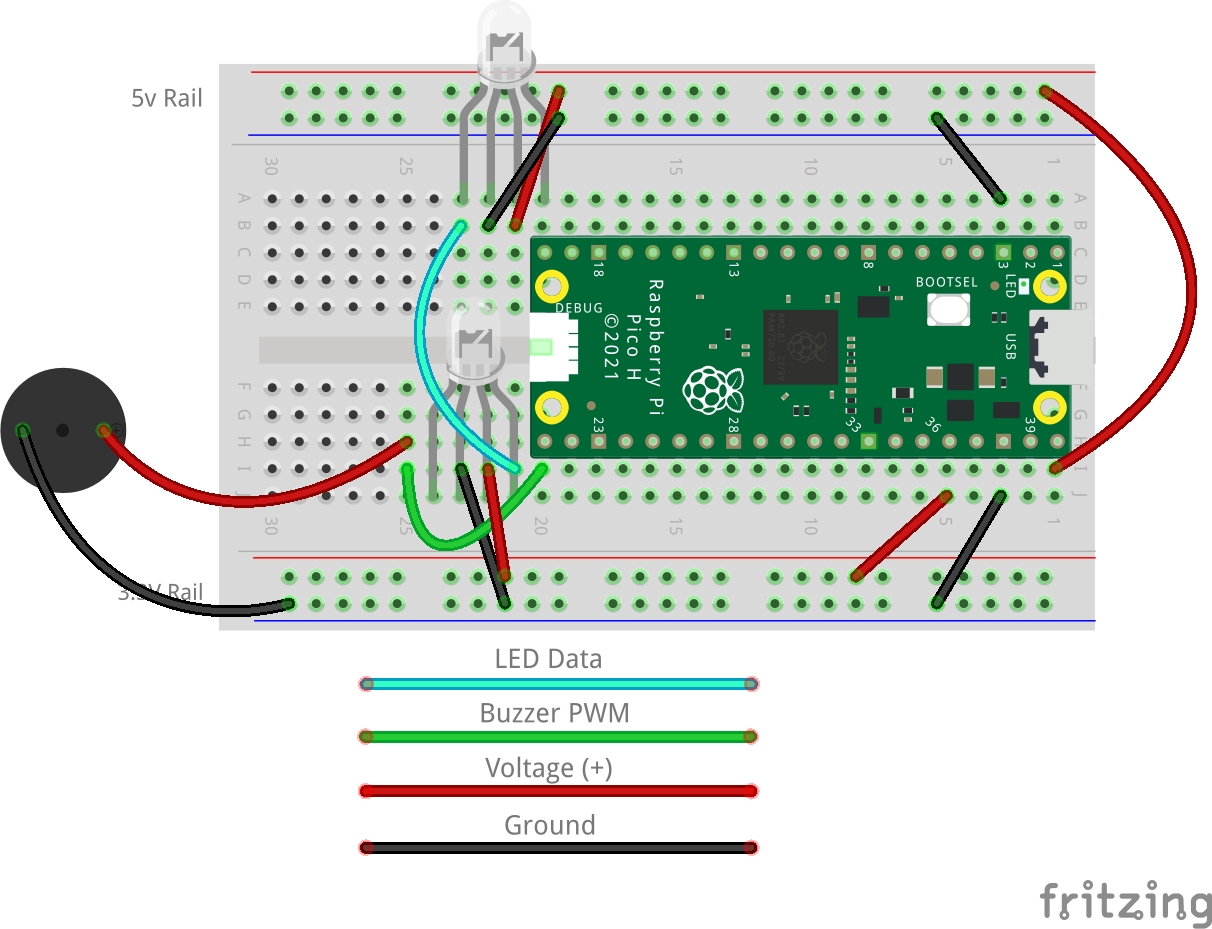 5v Rail
30 25 15 10 5 1
A A
B B
C C
D D
E E
18 13 8 3 2 1
BOOTSEL
LED
DEBUG
USB
Raspberry Pi
Pico H
©2021
F F
G G
H H
I I
J J
23 28 33 36 39
30 25 20 15 10 5 1
3.3V Rail
LED Data
Buzzer PWM
Voltage (+)
Ground
fritzing